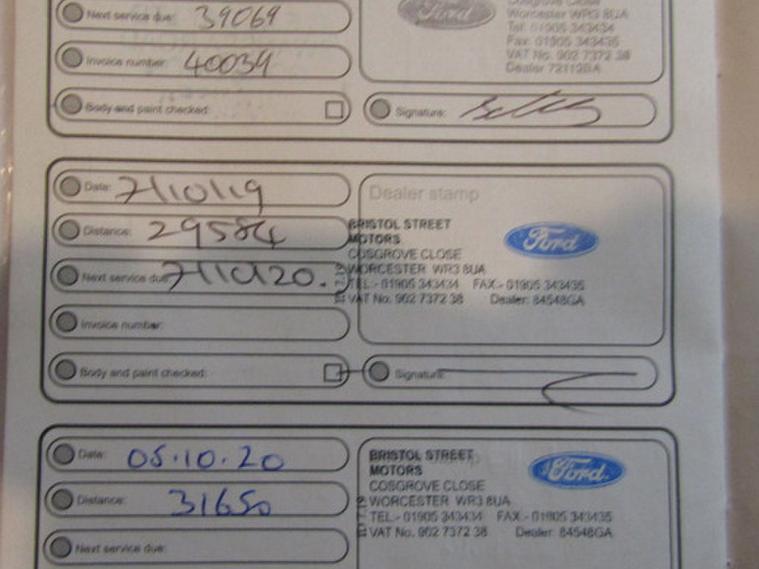 Next service due: 39069
Invoice number: 40034
Body and paint checked:
Ford
Cosgrove Close
Worcester WR3 8UA
Tel: 01905 343434
Fax: 01905 343435
VAT No. 902 7372 38
Signature:
Date: 7/10/19
Distance: 29584
Next service due: 7/10/20.
Invoice number:
Body and paint checked:
Dealer stamp
BRISTOL STREET
MOTORS
COSGROVE CLOSE
WORCESTER WR3 8UA
TEL:- 01905 343434 FAX:- 01905 343435
VAT No. 902 7372 38 Dealer: 84548GA
Ford
Signature:
Date: 05.10.20
Distance: 31650
Next service due:
BRISTOL STREET
MOTORS
COSGROVE CLOSE
WORCESTER WR3 8UA
TEL:- 01905 343434 FAX:- 01905 343435
VAT No. 902 7372 38 Dealer: 84548GA
Ford